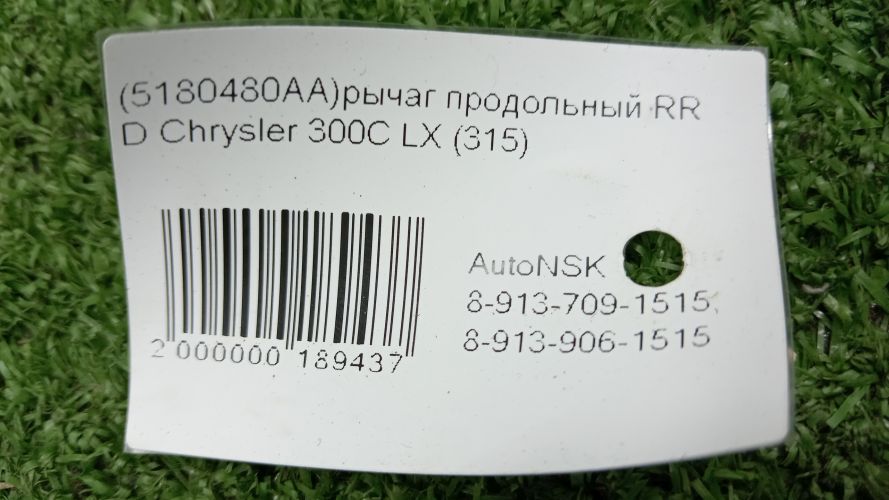 (5180480AA)рычаг продольный RR
D Chrysler 300C LX (315)
AutoNSK
8-913-709-1515,
8-913-906-1515
2 000000 189437